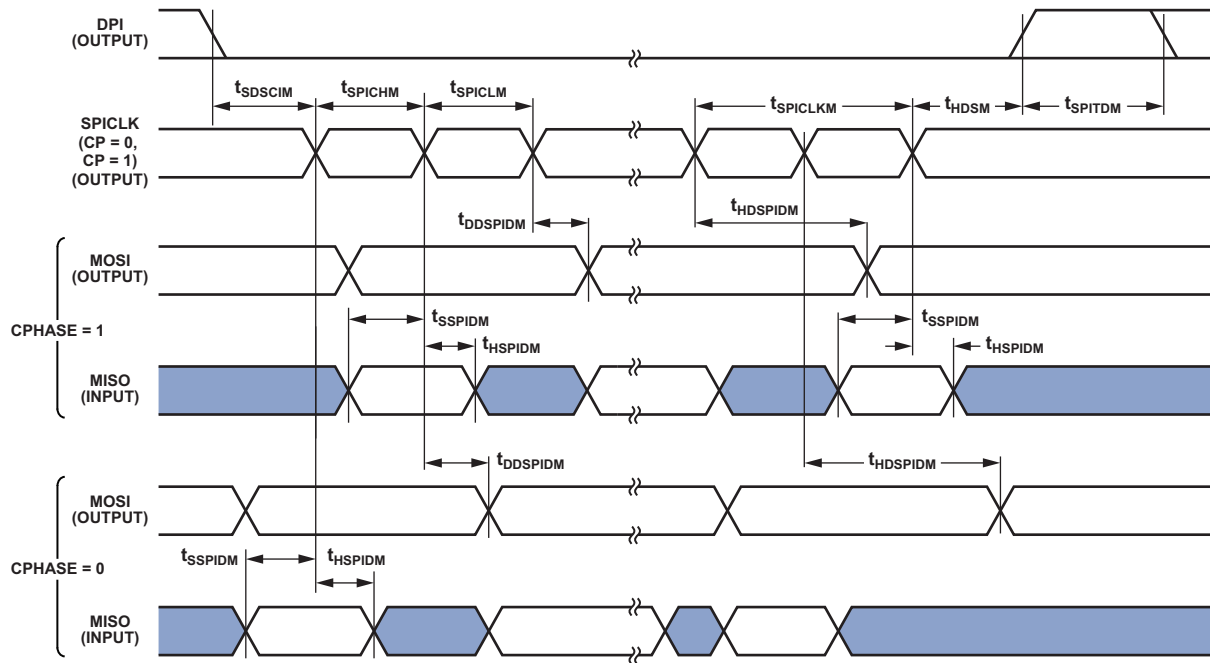 DPI
(OUTPUT)
tSDSCIM
tSPICHM
tSPICLM
tSPICLKM
tHDSM
tSPITDM
SPICLK
(CP = 0,
CP = 1)
(OUTPUT)
tDDSPIDM
tHDSPIDM
MOSI
(OUTPUT)
CPHASE = 1
tSSPIDM
tSSPIDM
tHSPIDM
tHSPIDM
MISO
(INPUT)
tDDSPIDM
tHDSPIDM
MOSI
(OUTPUT)
CPHASE = 0
tSSPIDM
tHSPIDM
MISO
(INPUT)